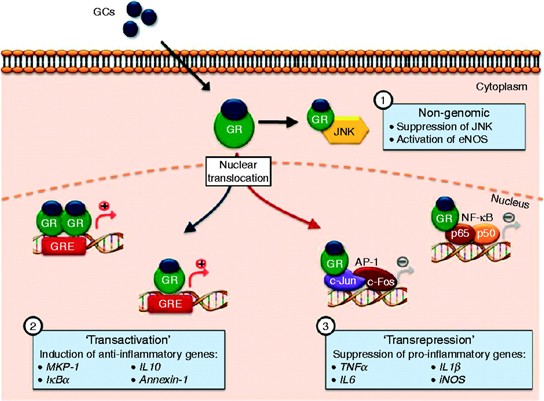 GCs
Cytoplasm
GR
GR
JNK
1
Non-genomic
• Suppression of JNK
• Activation of eNOS
Nuclear
translocation
Nucleus
GR GR
GRE
+
GR
GRE
+
GR
AP-1
c-Jun c-Fos
−
GR
NF-κB
p65 p50
−
2
'Transactivation'
Induction of anti-inflammatory genes:
• MKP-1 • IL10
• IκBα • Annexin-1
3
'Transrepression'
Suppression of pro-inflammatory genes:
• TNFα • IL1β
• IL6 • iNOS